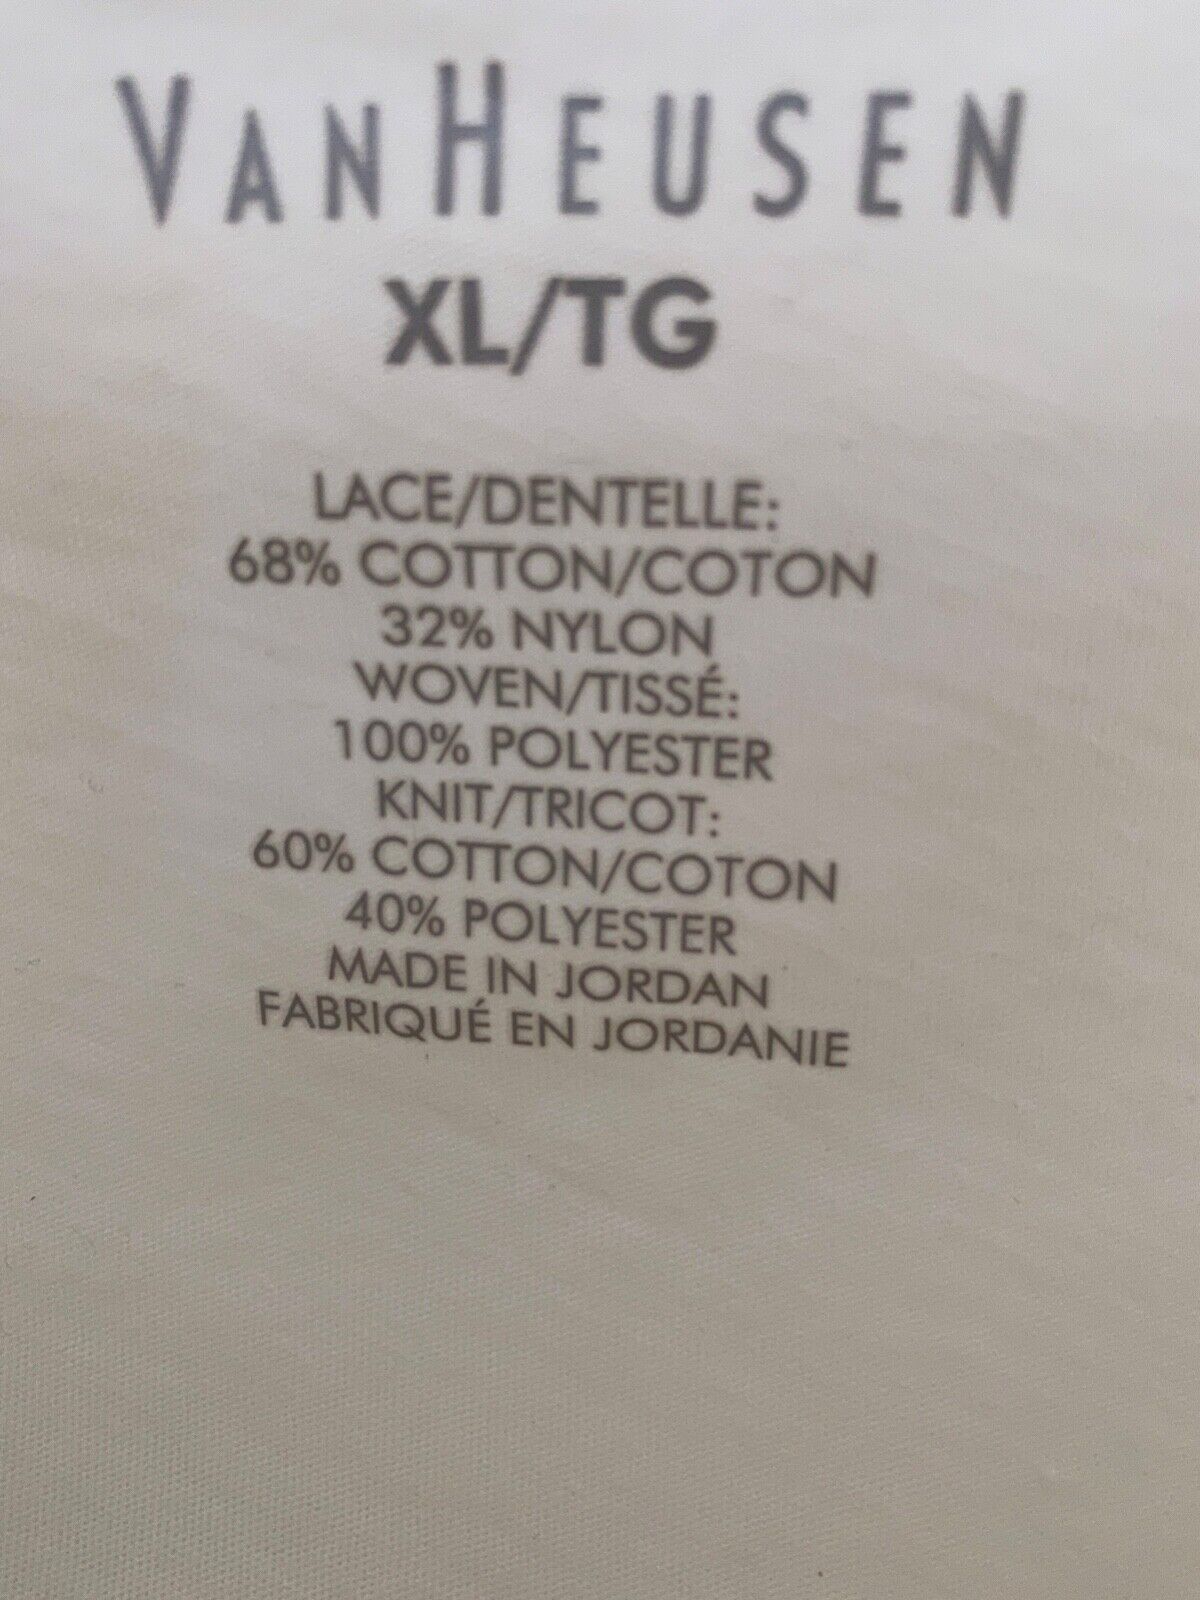 VANHEUSEN
XL/TG
LACE/DENTELLE:
68% COTTON/COTON
32% NYLON
WOVEN/TISSÉ:
100% POLYESTER
KNIT/TRICOT:
60% COTTON/COTON
40% POLYESTER
MADE IN JORDAN
FABRIQUÉ EN JORDANIE